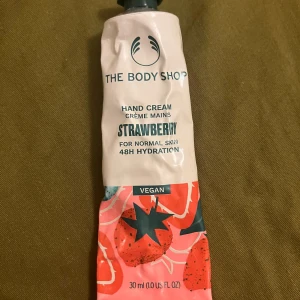 THE BODY SHOP
HAND CREAM
CRÈME MAINS
STRAWBERRY
FOR NORMAL SKIN
48H HYDRATION
VEGAN
30 ml (1.0 US FL OZ)